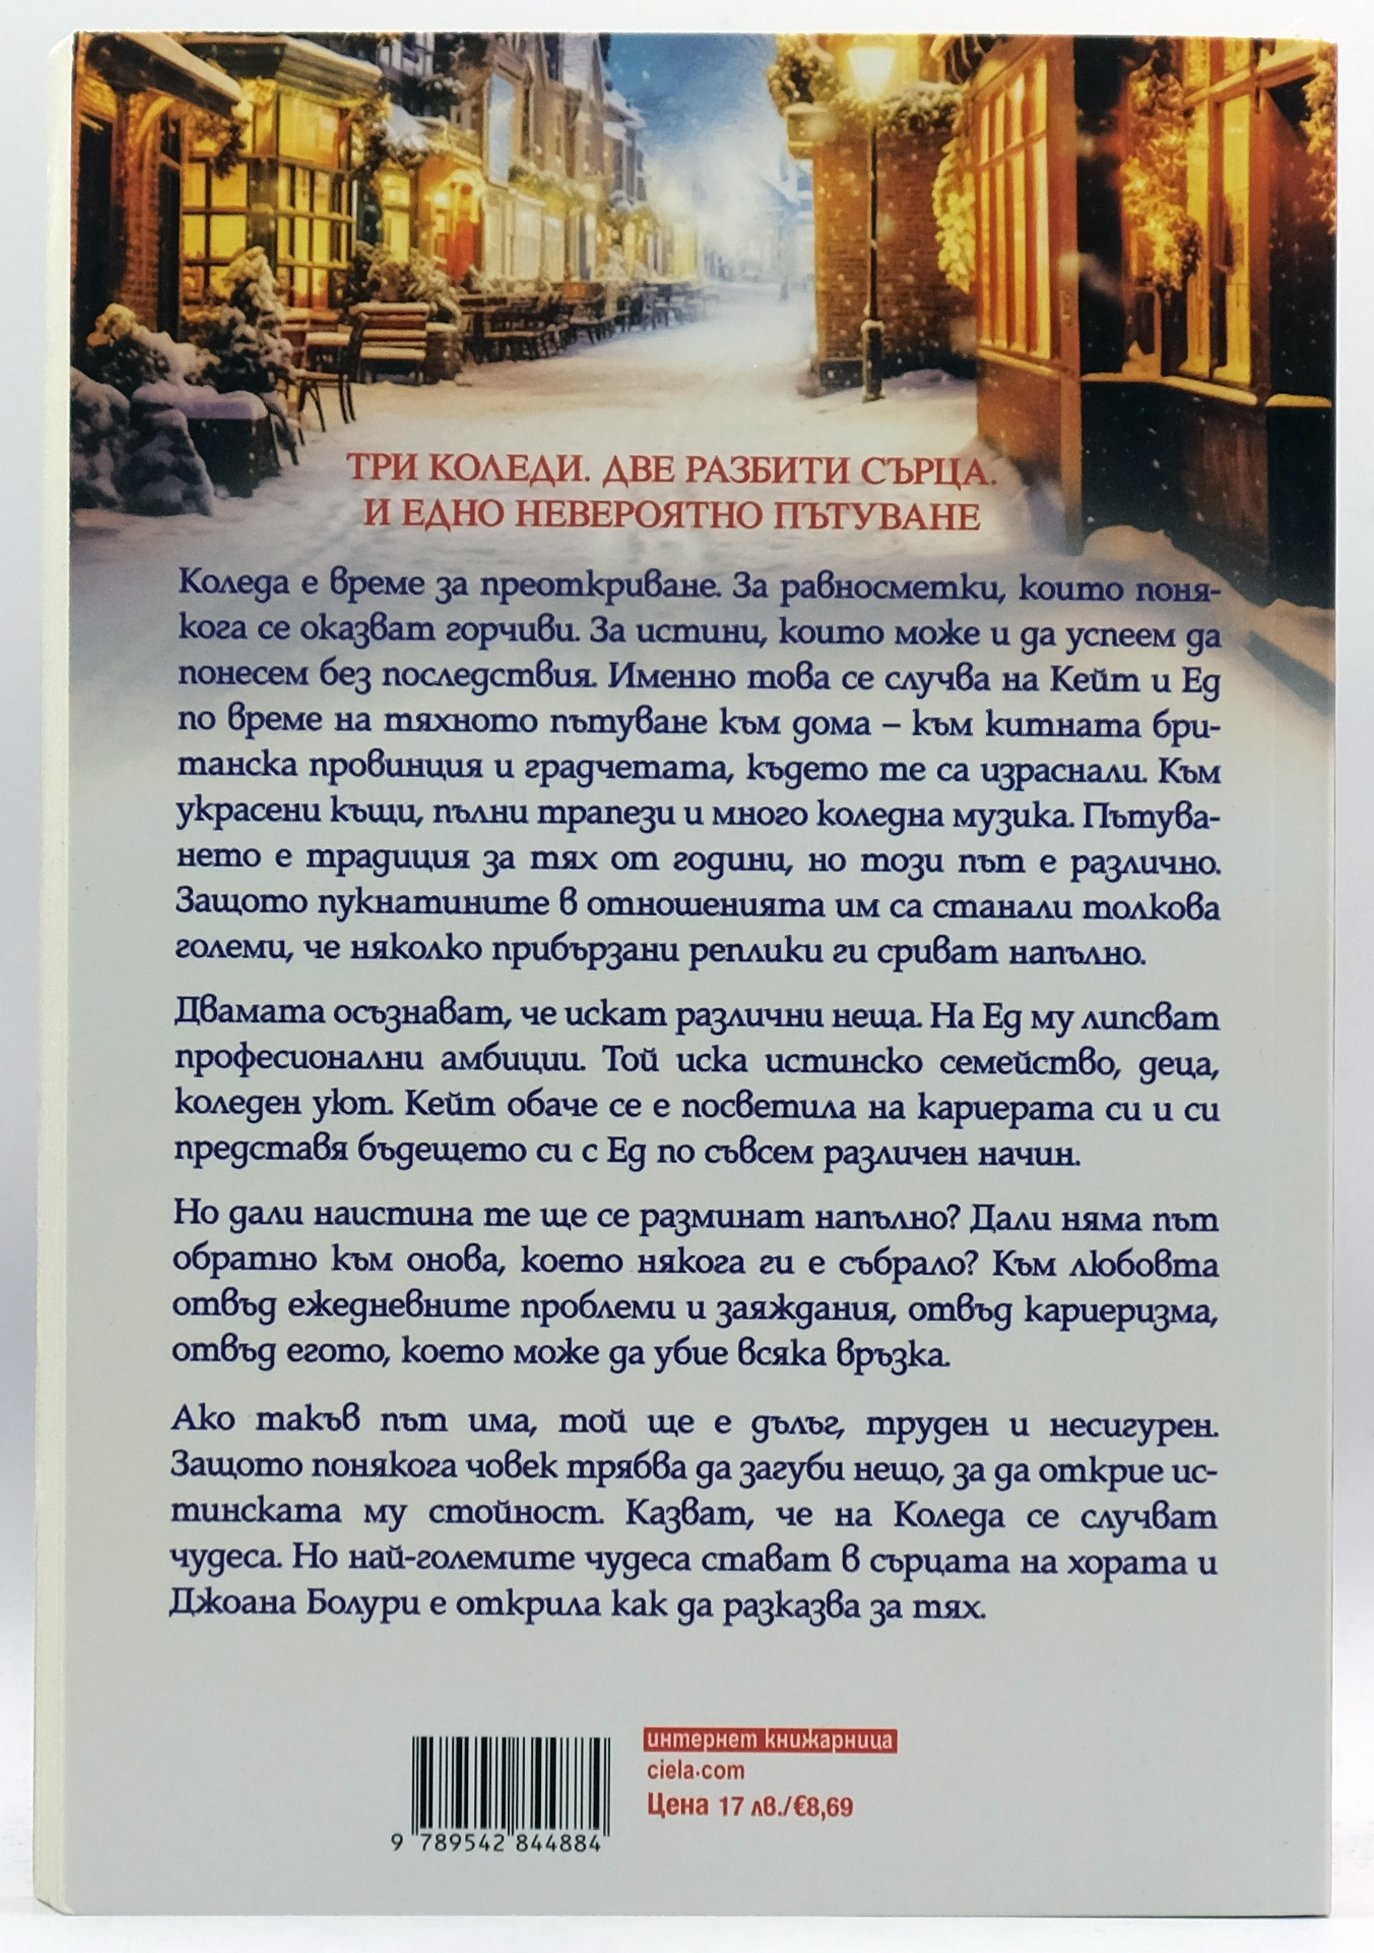 ТРИ КОЛЕДИ. ДВЕ РАЗБИТИ СЪРЦА.
И ЕДНО НЕВЕРОЯТНО ПЪТУВАНЕ
Коледа е време за преоткриване. За равносметки, които поня-
кога се оказват горчиви. За истини, които може и да успеем да
понесем без последствия. Именно това се случва на Кейт и Ед
по време на тяхното пътуване към дома – към китната бри-
танска провинция и градчетата, където те са израснали. Към
украсени къщи, пълни трапези и много коледна музика. Пътува-
нето е традиция за тях от години, но този път е различно.
Защото пукнатините в отношенията им са станали толкова
големи, че няколко прибързани реплики ги сриват напълно.
Двамата осъзнават, че искат различни неща. На Ед му липсват
професионални амбиции. Той иска истинско семейство, деца,
коледен уют. Кейт обаче се е посветила на кариерата си и си
представя бъдещето си с Ед по съвсем различен начин.
Но дали наистина те ще се разминат напълно? Дали няма път
обратно към онова, което някога ги е събрало? Към любовта
отвъд ежедневните проблеми и заяждания, отвъд кариеризма,
отвъд егото, което може да убие всяка връзка.
Ако такъв път има, той ще е дълъг, труден и несигурен.
Защото понякога човек трябва да загуби нещо, за да открие ис-
тинската му стойност. Казват, че на Коледа се случват
чудеса. Но най-големите чудеса стават в сърцата на хората и
Джоана Болури е открила как да разказва за тях.
интернет книжарница
ciela.com
Цена 17 лв./€8,69
9 789542 844884